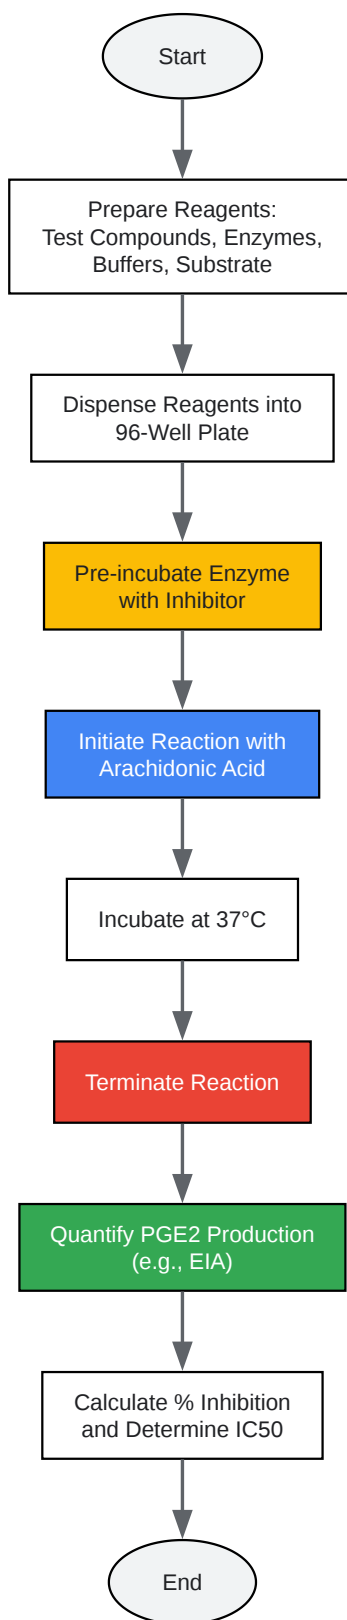 Start
Prepare Reagents:
Test Compounds, Enzymes,
Buffers, Substrate
Dispense Reagents into
96-Well Plate
Pre-incubate Enzyme
with Inhibitor
Initiate Reaction with
Arachidonic Acid
Incubate at 37°C
Terminate Reaction
Quantify PGE2 Production
(e.g., EIA)
Calculate % Inhibition
and Determine IC50
End